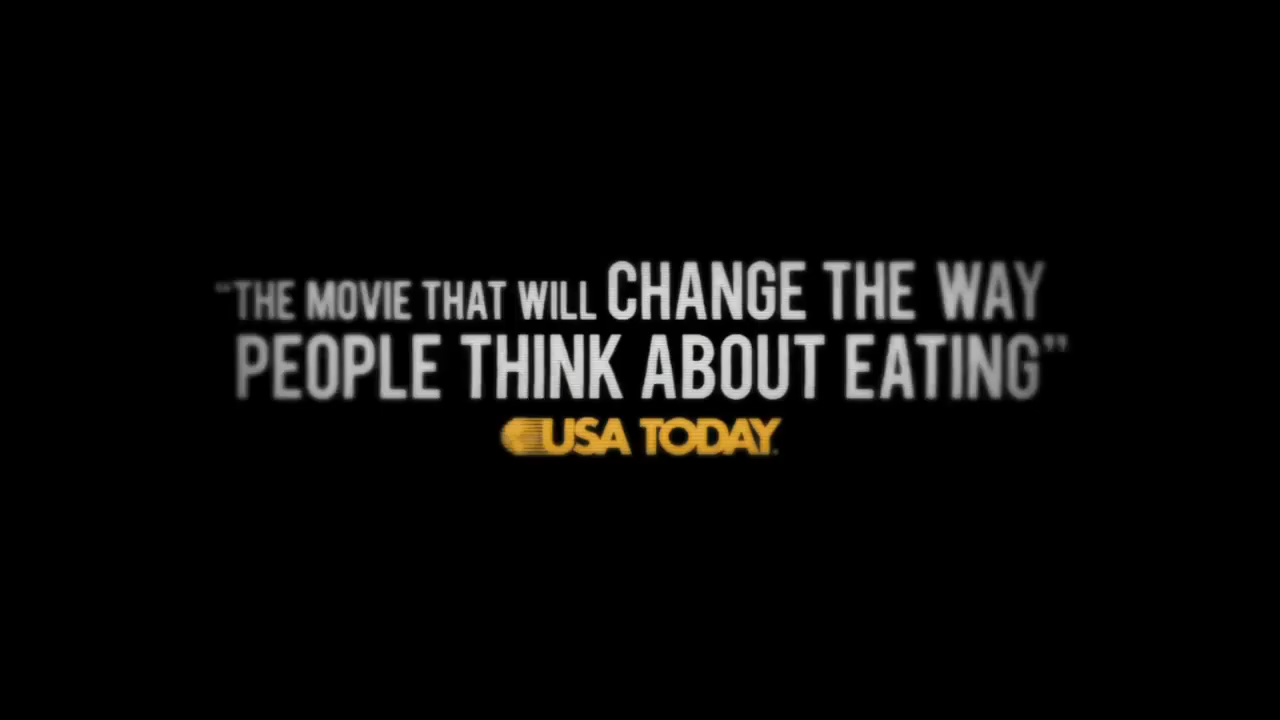 “THE MOVIE THAT WILL CHANGE THE WAY
PEOPLE THINK ABOUT EATING”
USA TODAY